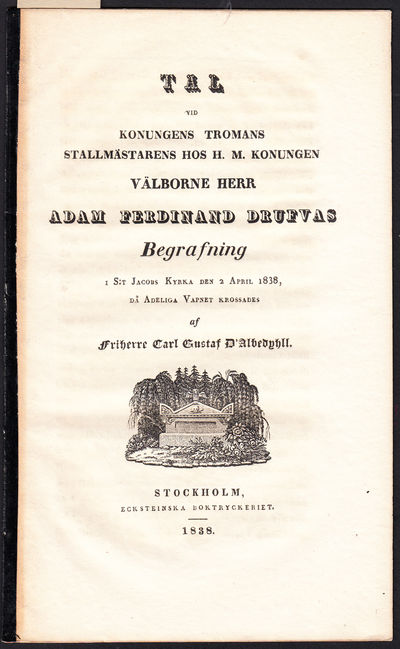 TAL
VID
KONUNGENS TROMANS
STALLMÄSTARENS HOS H. M. KONUNGEN
VÄLBORNE HERR
ADAM FERDINAND DRUFVAS
Begrafning
I S:T JACOBS KYRKA DEN 2 APRIL 1838,
DÅ ADELIGA VAPNET KROSSADES
af
Friherre Carl Gustaf D'Albedyhll.
STOCKHOLM,
ECKSTEINSKA BOKTRYCKERIET.
1838.